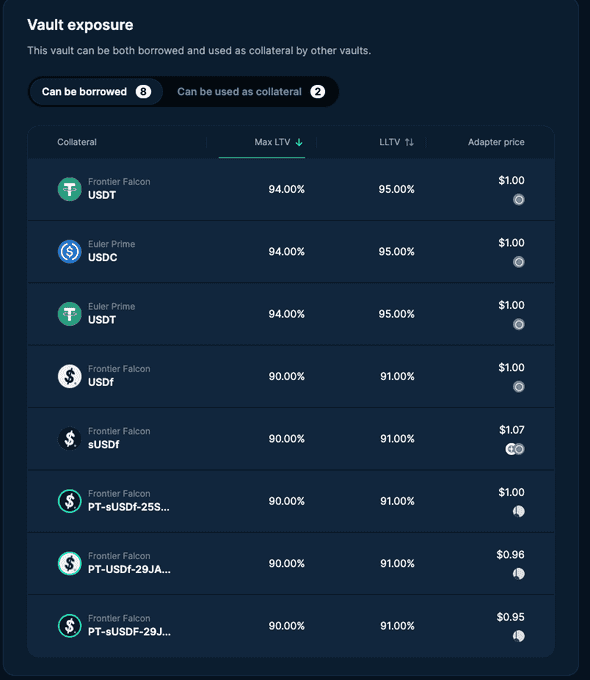 Vault exposure
This vault can be both borrowed and used as collateral by other vaults.
Can be borrowed 8 Can be used as collateral 2
Collateral Max LTV LLTV Adapter price
Frontier Falcon
USDT 94.00% 95.00% $1.00
Euler Prime
USDC 94.00% 95.00% $1.00
Euler Prime
USDT 94.00% 95.00% $1.00
Frontier Falcon
USDf 90.00% 91.00% $1.00
Frontier Falcon
sUSDf 90.00% 91.00% $1.07
Frontier Falcon
PT-sUSDf-25S... 90.00% 91.00% $1.00
Frontier Falcon
PT-USDf-29JA... 90.00% 91.00% $0.96
Frontier Falcon
PT-sUSDF-29J... 90.00% 91.00% $0.95